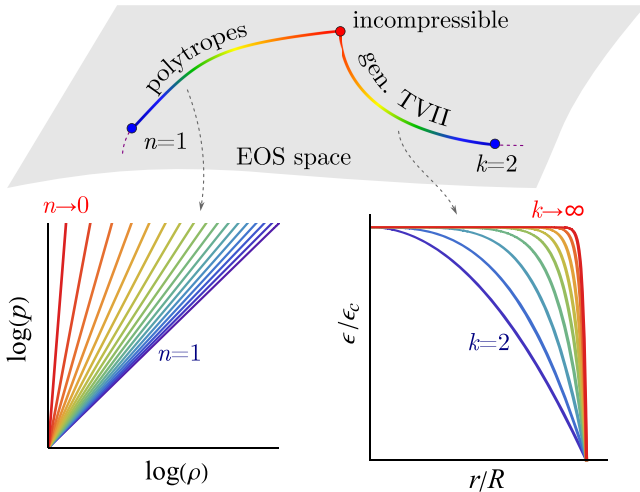 incompressible
polytropes
gen. TVII
n=1
EOS space
k=2
n→0
k→∞
log(p)
n=1
log(ρ)
ϵ/ϵc
k=2
r/R